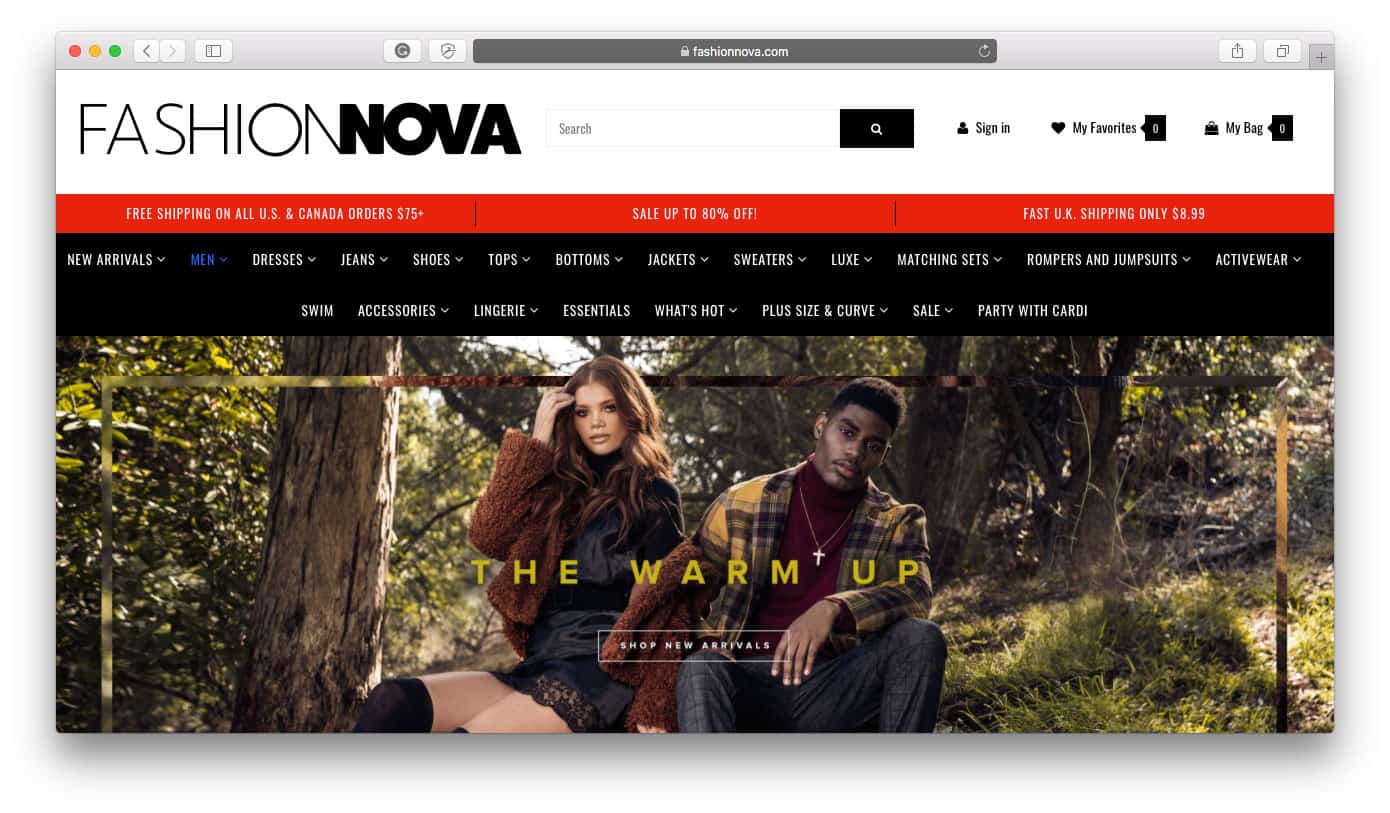 fashionnova.com
FASHIONNOVA
Search
Sign in
My Favorites 0
My Bag 0
FREE SHIPPING ON ALL U.S. & CANADA ORDERS $75+
SALE UP TO 80% OFF!
FAST U.K. SHIPPING ONLY $8.99
NEW ARRIVALS MEN DRESSES JEANS SHOES TOPS BOTTOMS JACKETS SWEATERS LUXE MATCHING SETS ROMPERS AND JUMPSUITS ACTIVEWEAR
SWIM ACCESSORIES LINGERIE ESSENTIALS WHAT'S HOT PLUS SIZE & CURVE SALE PARTY WITH CARDI
THE WARM UP
SHOP NEW ARRIVALS